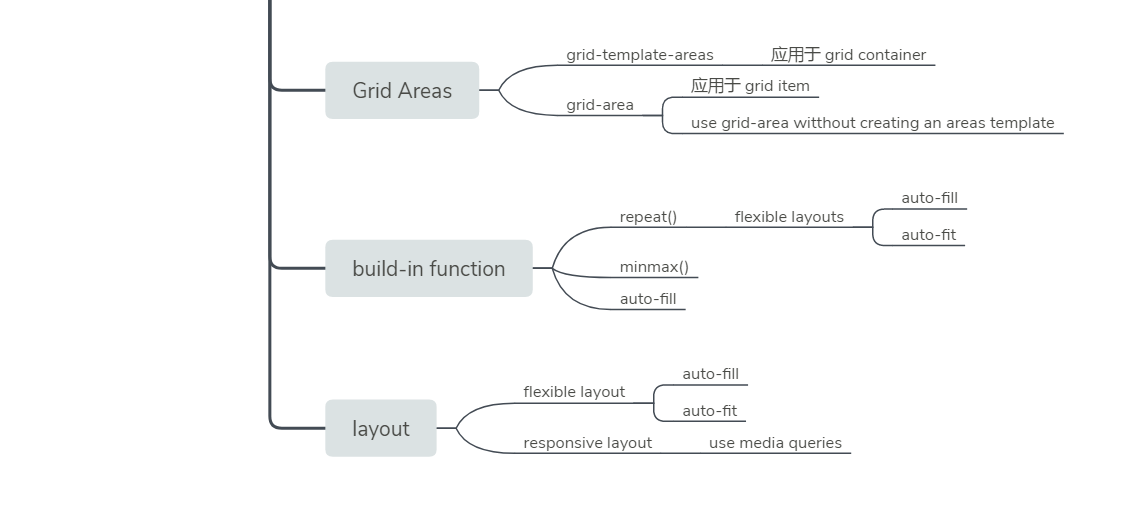 Grid Areas
grid-template-areas
应用于 grid container
grid-area
应用于 grid item
use grid-area witthout creating an areas template
build-in function
repeat()
flexible layouts
auto-fill
auto-fit
minmax()
auto-fill
layout
flexible layout
auto-fill
auto-fit
responsive layout
use media queries